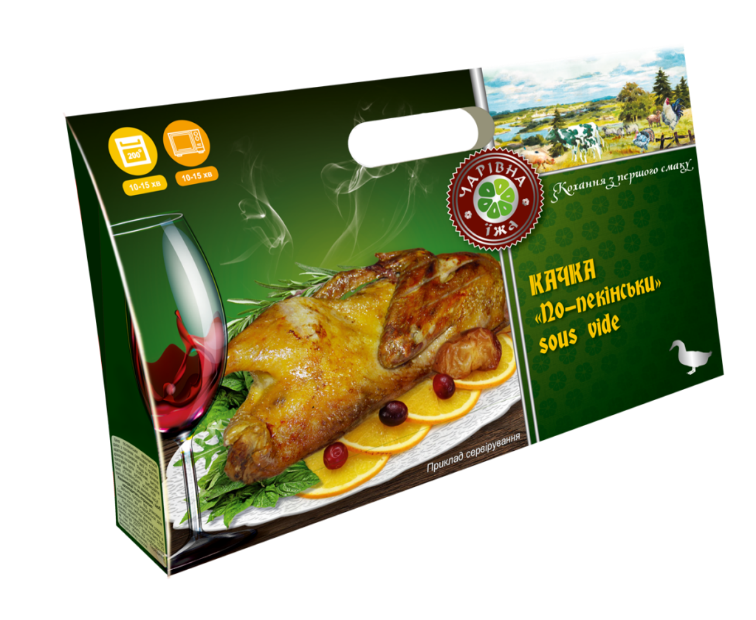 200°
10-15 хв
10-15 хв
ЧАРІВНА
їжа
Кохання з першого смаку
КАЧКА
«По-пекінськи»
sous vide
Приклад сервірування